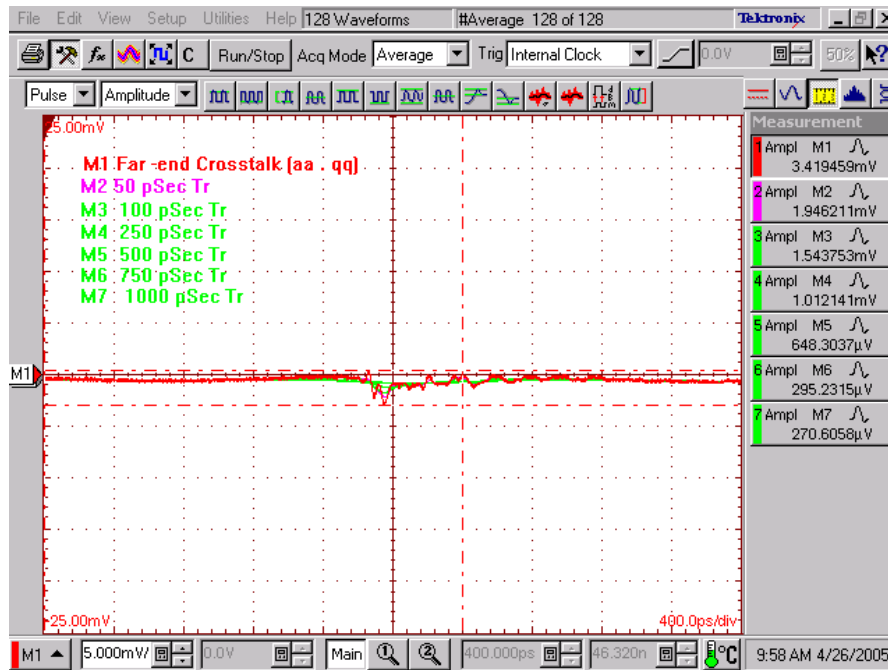 File Edit View Setup Utilities Help 128 Waveforms #Average 128 of 128 Tektronix
C Run/Stop Acq Mode Average Trig Internal Clock 0.0V 50% ?
Pulse Amplitude
Measurement
25.00mV
M1 Far -end Crosstalk (aa . qq)
M2 50 pSec Tr
M3 100 pSec Tr
M4 250 pSec Tr
M5 500 pSec Tr
M6 750 pSec Tr
M7 1000 pSec Tr
1 Ampl M1
3.419459mV
2 Ampl M2
1.946211mV
3 Ampl M3
1.543753mV
4 Ampl M4
1.012141mV
5 Ampl M5
648.3037µV
6 Ampl M6
295.2315µV
7 Ampl M7
270.6058µV
M1
-25.00mV 400.0ps/div
M1 5.000mV/ 0.0V Main 1 2 400.000ps 46.320n °C 9:58 AM 4/26/2005